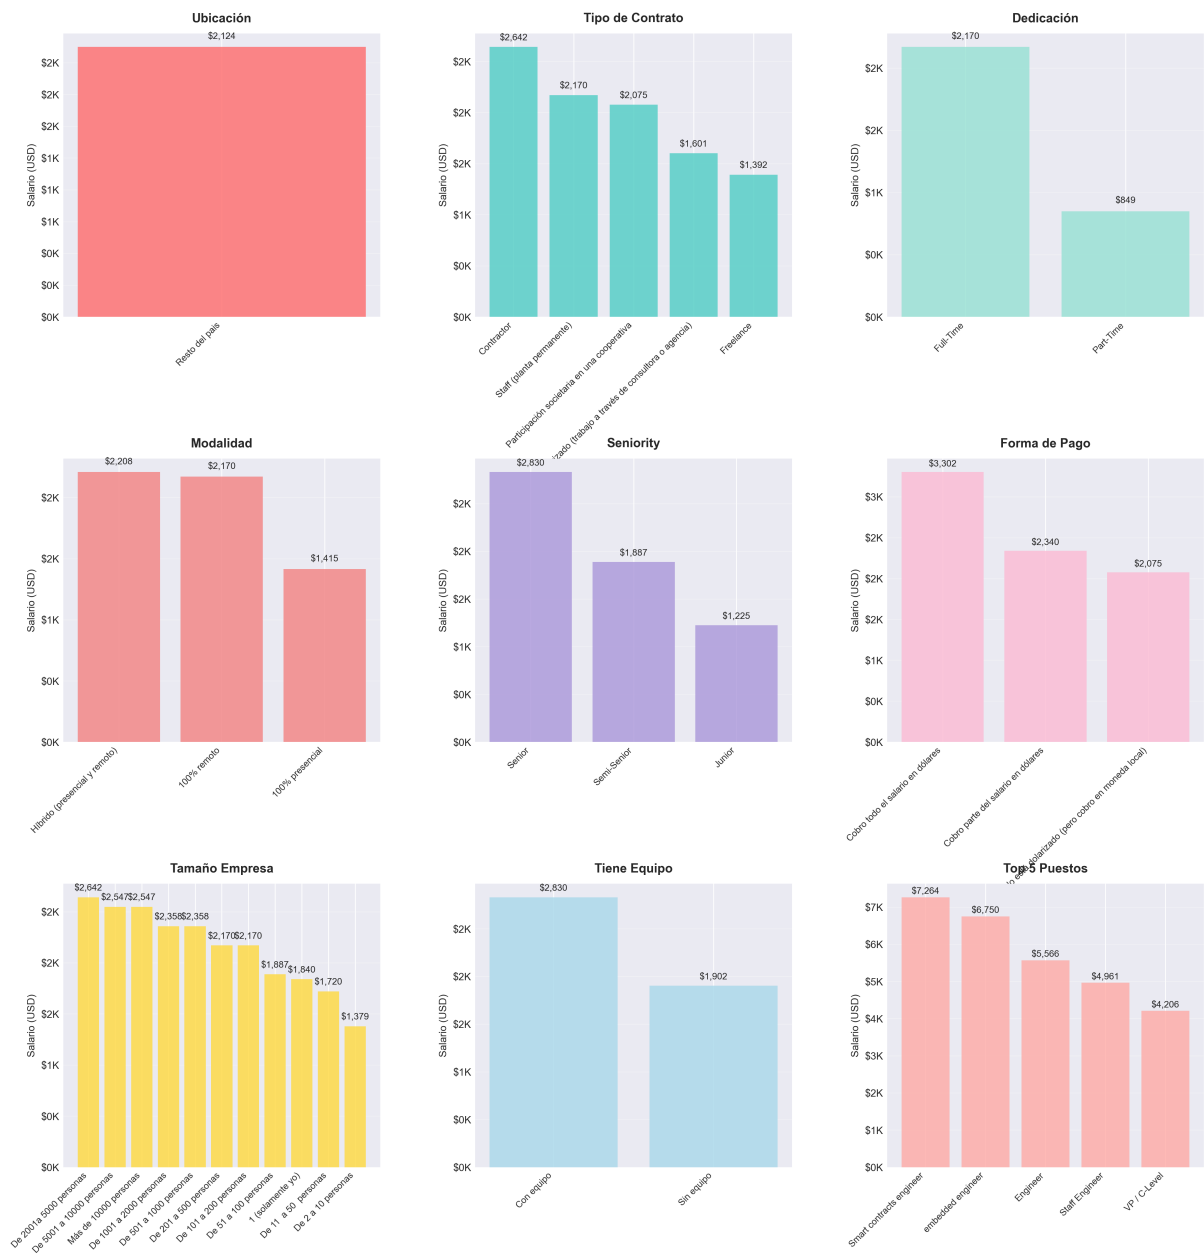 Ubicación
$2,124
Salario (USD)
$2K
$2K
$2K
$1K
$1K
$1K
$0K
$0K
$0K
Resto del pais
Tipo de Contrato
$2,642
$2,170
$2,075
$1,601
$1,392
Salario (USD)
$2K
$2K
$2K
$1K
$0K
$0K
Contractor
Staff (planta permanente)
Participación societaria en una cooperativa
(trabajo a través de consultora o agencia)
Freelance
Dedicación
$2,170
$849
Salario (USD)
$2K
$2K
$1K
$0K
$0K
Full-Time
Part-Time
Modalidad
$2,208
$2,170
$1,415
Salario (USD)
$2K
$2K
$1K
$0K
$0K
Híbrido (presencial y remoto)
100% remoto
100% presencial
Seniority
$2,830
$1,887
$1,225
Salario (USD)
$2K
$2K
$2K
$1K
$0K
$0K
Senior
Semi-Senior
Junior
Forma de Pago
$3,302
$2,340
$2,075
Salario (USD)
$3K
$2K
$2K
$1K
$0K
$0K
Cobro todo el salario en dólares
Cobro parte del salario en dólares
dolarizado (pero cobro en moneda local)
Tamaño Empresa
$2,642
$2,547
$2,547
$2,358
$2,358
$2,170
$2,170
$1,887
$1,840
$1,720
$1,379
Salario (USD)
$2K
$2K
$2K
$1K
$0K
$0K
De 2001a 5000 personas
De 5001 a 10000 personas
Más de 10000 personas
De 1001 a 2000 personas
De 501 a 1000 personas
De 201 a 500 personas
De 101 a 200 personas
De 51 a 100 personas
1 (solamente yo)
De 11 a 50 personas
De 2 a 10 personas
Tiene Equipo
$2,830
$1,902
Salario (USD)
$2K
$2K
$2K
$1K
$0K
$0K
Con equipo
Sin equipo
Top 5 Puestos
$7,264
$6,750
$5,566
$4,961
$4,206
Salario (USD)
$7K
$6K
$5K
$4K
$3K
$2K
$1K
$0K
Smart contracts engineer
embedded engineer
Engineer
Staff Engineer
VP / C-Level